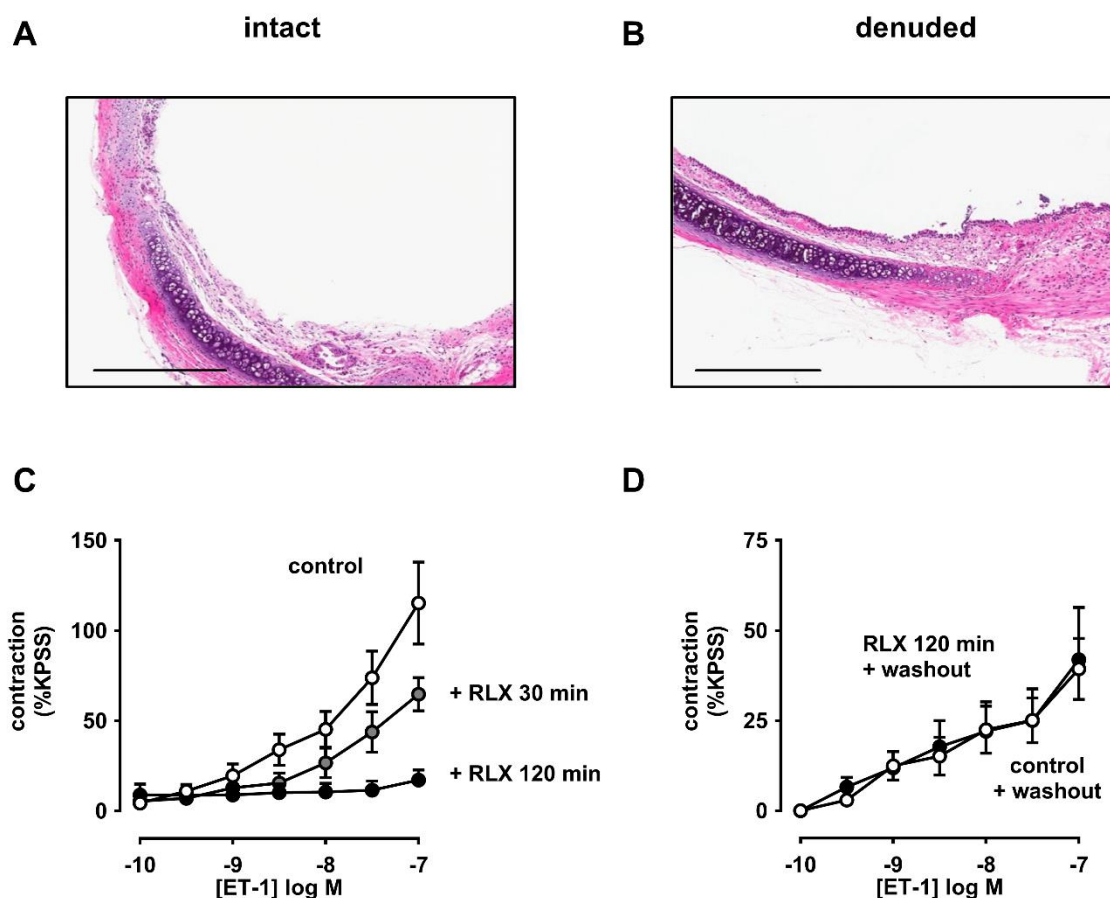 A
intact
B
denuded
C
150
100
50
0
contraction
(%KPSS)
control
+ RLX 30 min
+ RLX 120 min
-10
-9
-8
-7
[ET-1] log M
D
75
50
25
0
contraction
(%KPSS)
RLX 120 min
+ washout
control
+ washout
-10
-9
-8
-7
[ET-1] log M